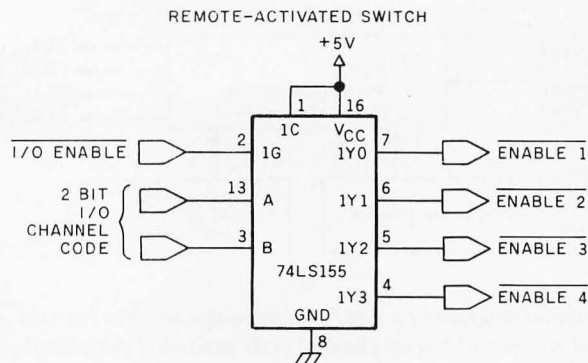 REMOTE-ACTIVATED SWITCH
+5V
1 16
1C VCC
I/O ENABLE 2 1G 1Y0 7 ENABLE 1
2 BIT I/O CHANNEL CODE
13 A 1Y1 6 ENABLE 2
3 B 1Y2 5 ENABLE 3
74LS155
1Y3 4 ENABLE 4
GND
8